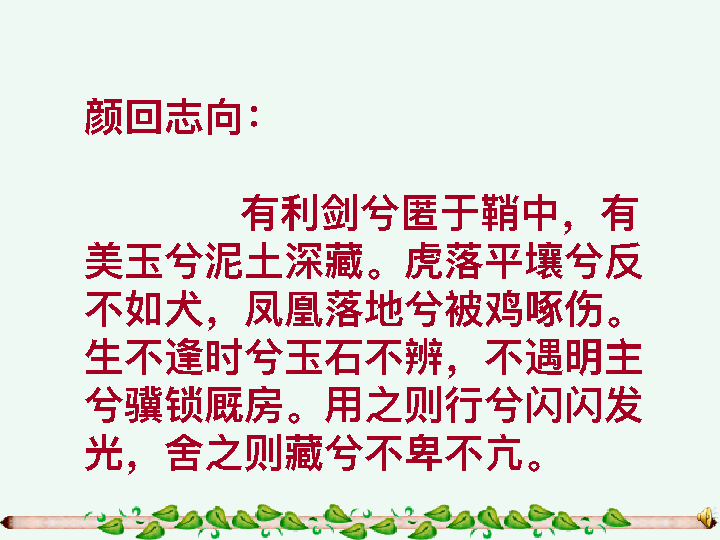 颜回志向：
有利剑兮匿于鞘中，有
美玉兮泥土深藏。虎落平壤兮反
不如犬，凤凰落地兮被鸡啄伤。
生不逢时兮玉石不辨，不遇明主
兮骥锁厩房。用之则行兮闪闪发
光，舍之则藏兮不卑不亢。